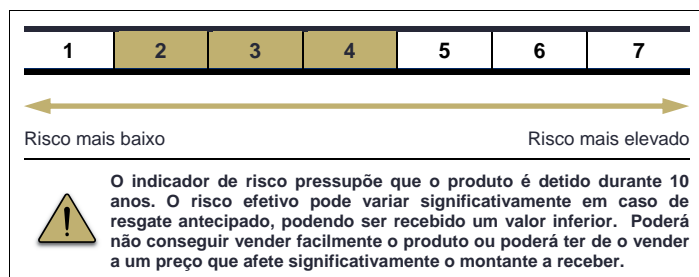 1 2 3 4 5 6 7
Risco mais baixo Risco mais elevado
O indicador de risco pressupõe que o produto é detido durante 10
anos. O risco efetivo pode variar significativamente em caso de
resgate antecipado, podendo ser recebido um valor inferior. Poderá
não conseguir vender facilmente o produto ou poderá ter de o vender
a um preço que afete significativamente o montante a receber.